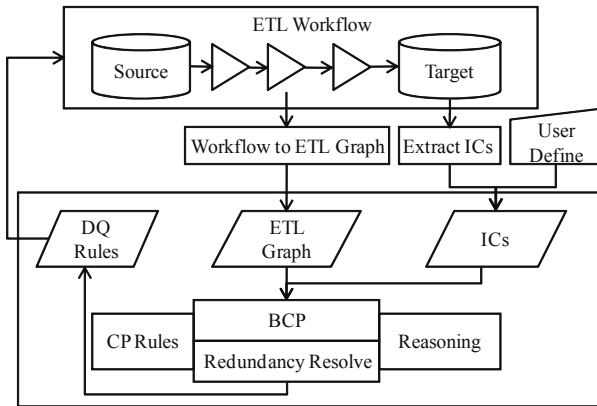 ETL Workflow
Source
Target
Workflow to ETL Graph
Extract ICs
User
Define
DQ
Rules
ETL
Graph
ICs
CP Rules
BCP
Redundancy Resolve
Reasoning